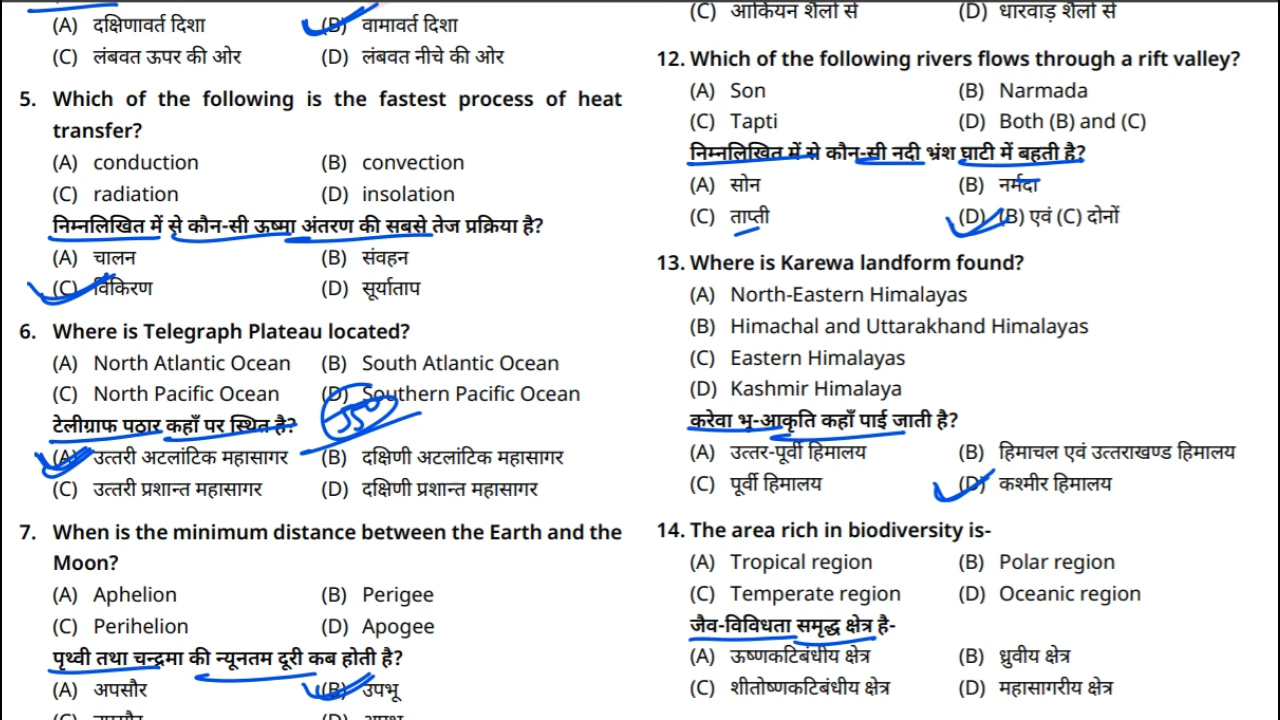 (A) दक्षिणावर्त दिशा (B) वामावर्त दिशा
(C) लंबवत ऊपर की ओर (D) लंबवत नीचे की ओर
5. Which of the following is the fastest process of heat
transfer?
(A) conduction (B) convection
(C) radiation (D) insolation
निम्नलिखित में से कौन-सी ऊष्मा अंतरण की सबसे तेज प्रक्रिया है?
(A) चालन (B) संवहन
(C) विकिरण (D) सूर्याताप
6. Where is Telegraph Plateau located?
(A) North Atlantic Ocean (B) South Atlantic Ocean
(C) North Pacific Ocean (D) Southern Pacific Ocean
टेलीग्राफ पठार कहाँ पर स्थित है?
(A) उत्तरी अटलांटिक महासागर (B) दक्षिणी अटलांटिक महासागर
(C) उत्तरी प्रशान्त महासागर (D) दक्षिणी प्रशान्त महासागर
7. When is the minimum distance between the Earth and the
Moon?
(A) Aphelion (B) Perigee
(C) Perihelion (D) Apogee
पृथ्वी तथा चन्द्रमा की न्यूनतम दूरी कब होती है?
(A) अपसौर (B) उपभू
(C) (D)
(C) आर्कियन शैलों से (D) धारवाड़ शैलों से
12. Which of the following rivers flows through a rift valley?
(A) Son (B) Narmada
(C) Tapti (D) Both (B) and (C)
निम्नलिखित में से कौन-सी नदी भ्रंश घाटी में बहती है?
(A) सोन (B) नर्मदा
(C) ताप्ती (D) (B) एवं (C) दोनों
13. Where is Karewa landform found?
(A) North-Eastern Himalayas
(B) Himachal and Uttarakhand Himalayas
(C) Eastern Himalayas
(D) Kashmir Himalaya
करेवा भू-आकृति कहाँ पाई जाती है?
(A) उत्तर-पूर्वी हिमालय (B) हिमाचल एवं उत्तराखण्ड हिमालय
(C) पूर्वी हिमालय (D) कश्मीर हिमालय
14. The area rich in biodiversity is-
(A) Tropical region (B) Polar region
(C) Temperate region (D) Oceanic region
जैव-विविधता समृद्ध क्षेत्र है-
(A) ऊष्णकटिबंधीय क्षेत्र (B) ध्रुवीय क्षेत्र
(C) शीतोष्णकटिबंधीय क्षेत्र (D) महासागरीय क्षेत्र